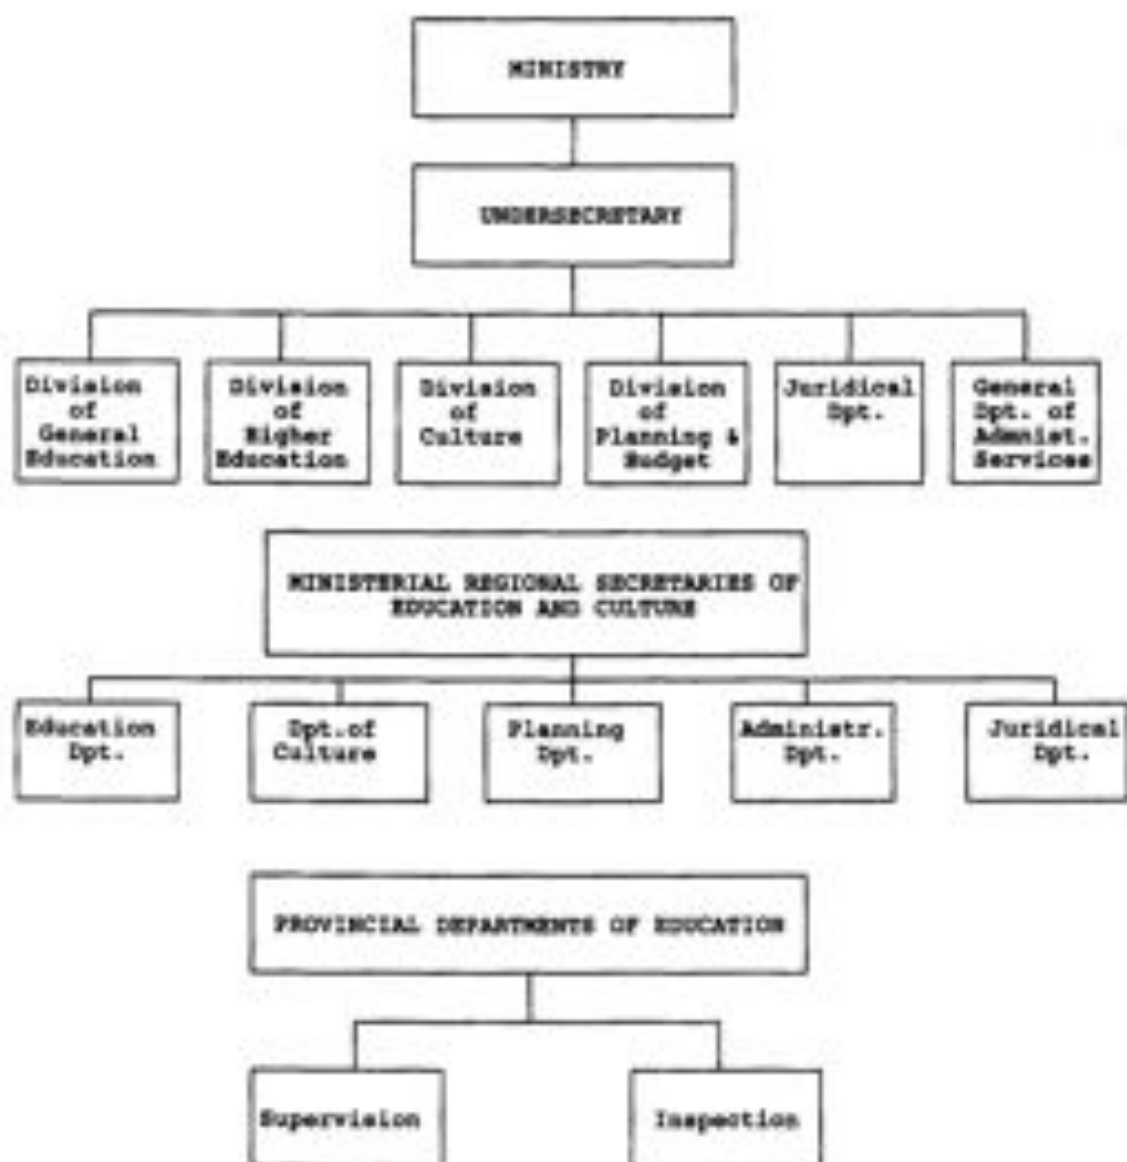 MINISTRY
UNDERSECRETARY
Division
of
General
Education
Division
of
Higher
Education
Division
of
Culture
Division
of
Planning &
Budget
Juridical
Dpt.
General
Dpt. of
Admnist.
Services
MINISTERIAL REGIONAL SECRETARIES OF
EDUCATION AND CULTURE
Education
Dpt.
Dpt.of
Culture
Planning
Dpt.
Administr.
Dpt.
Juridical
Dpt.
PROVINCIAL DEPARTMENTS OF EDUCATION
Supervision
Inspection